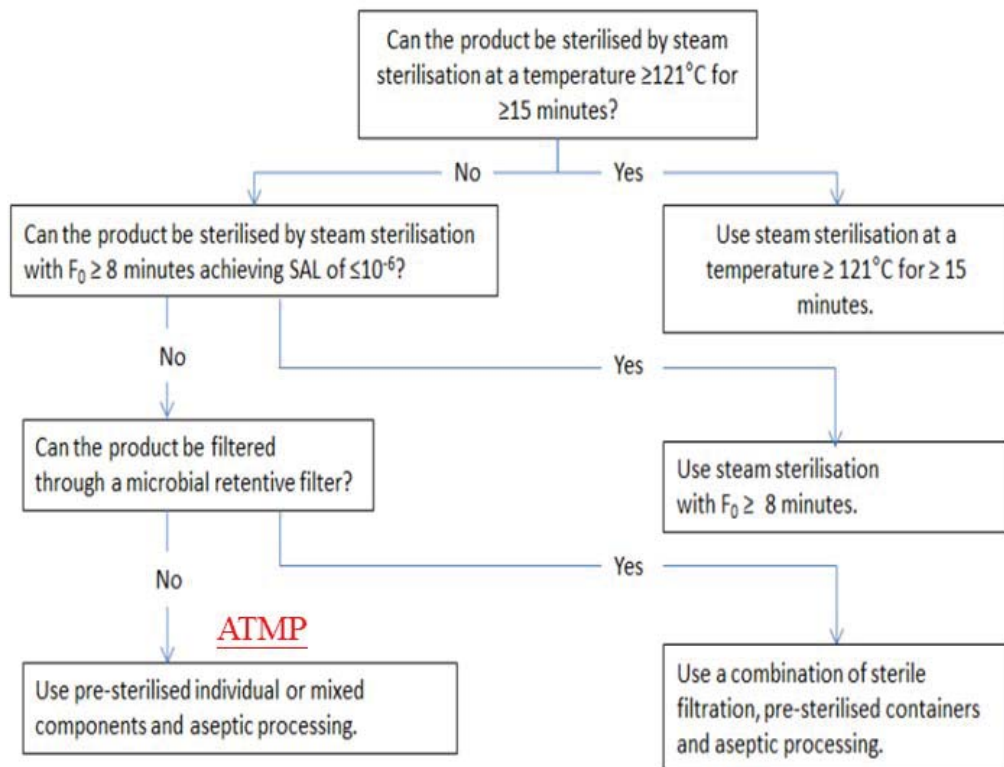 Can the product be sterilised by steam
sterilisation at a temperature ≥121°C for
≥15 minutes?
No
Yes
Can the product be sterilised by steam sterilisation
with F₀ ≥ 8 minutes achieving SAL of ≤10⁻⁶?
Use steam sterilisation at a
temperature ≥ 121°C for ≥ 15
minutes.
No
Yes
Can the product be filtered
through a microbial retentive filter?
Use steam sterilisation
with F₀ ≥ 8 minutes.
No
Yes
ATMP
Use pre-sterilised individual or mixed
components and aseptic processing.
Use a combination of sterile
filtration, pre-sterilised containers
and aseptic processing.